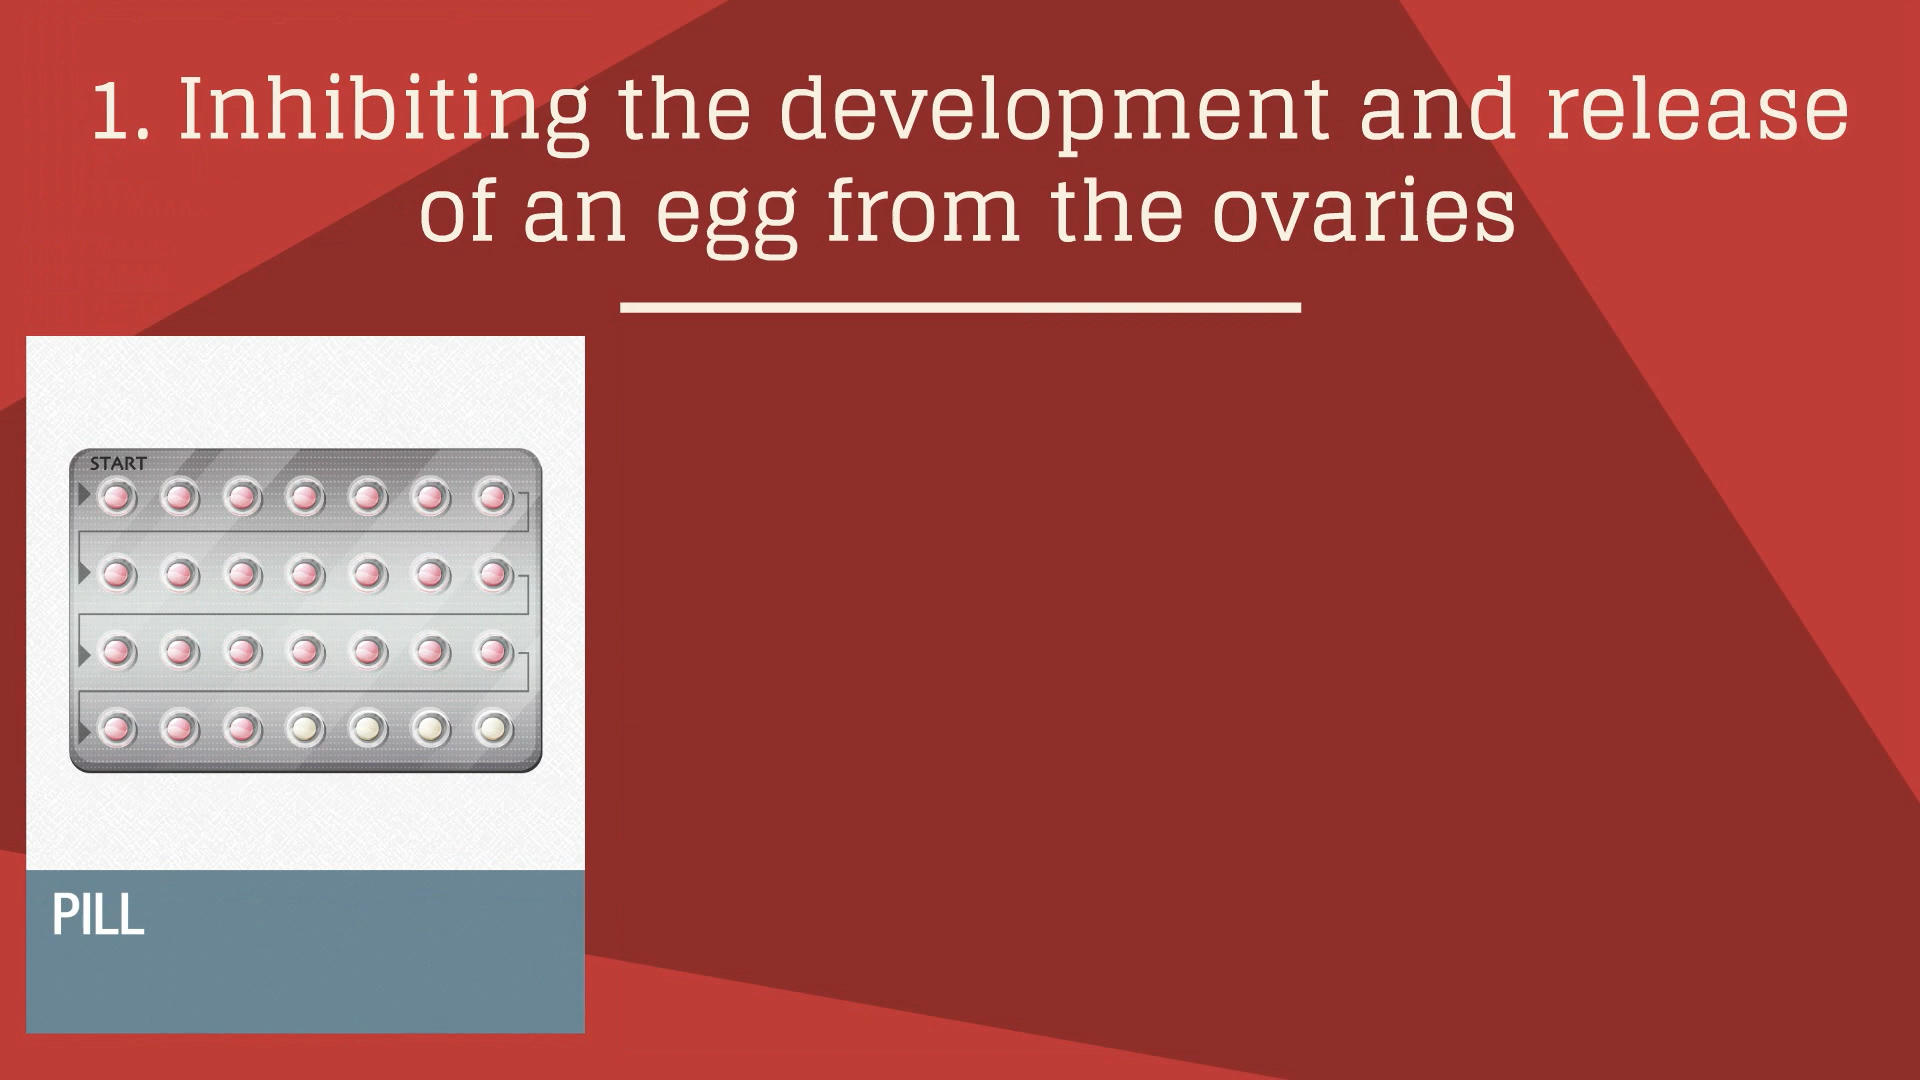 1. Inhibiting the development and release
of an egg from the ovaries
START
PILL